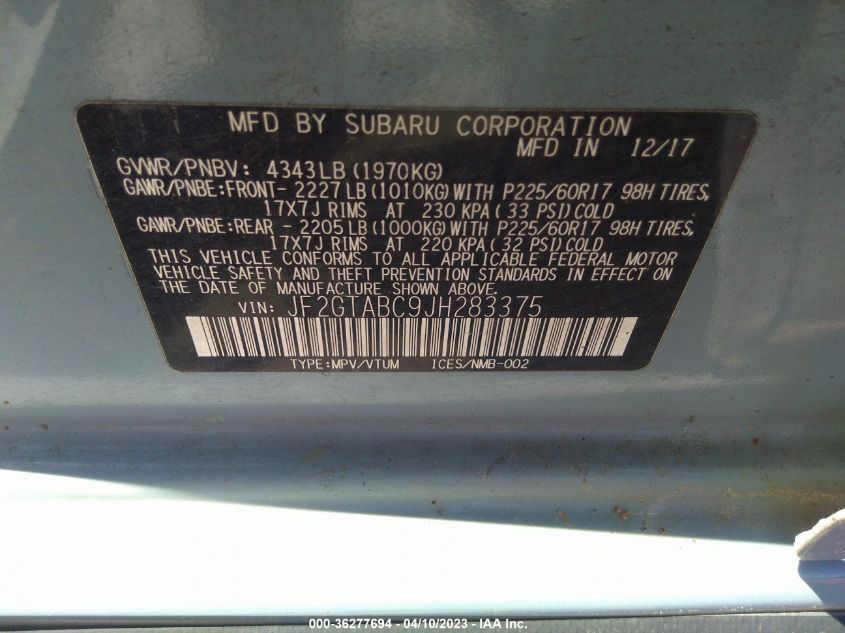 MFD BY SUBARU CORPORATION
MFD IN 12/17
GVWR/PNBV: 4343LB (1970KG)
GAWR/PNBE:FRONT- 2227LB(1010KG)WITH P225/60R17 98H TIRES,
17X7J RIMS AT 230 KPA(33 PSI)COLD
GAWR/PNBE:REAR - 2205LB(1000KG)WITH P225/60R17 98H TIRES,
17X7J RIMS AT 220 KPA(32 PSI)COLD
THIS VEHICLE CONFORMS TO ALL APPLICABLE FEDERAL MOTOR
VEHICLE SAFETY AND THEFT PREVENTION STANDARDS IN EFFECT ON
THE DATE OF MANUFACTURE SHOWN ABOVE.
VIN: JF2GTABC9JH283375
TYPE:MPV/VTUM ICES/NMB-002
000-36277694 - 04/10/2023 - IAA Inc.